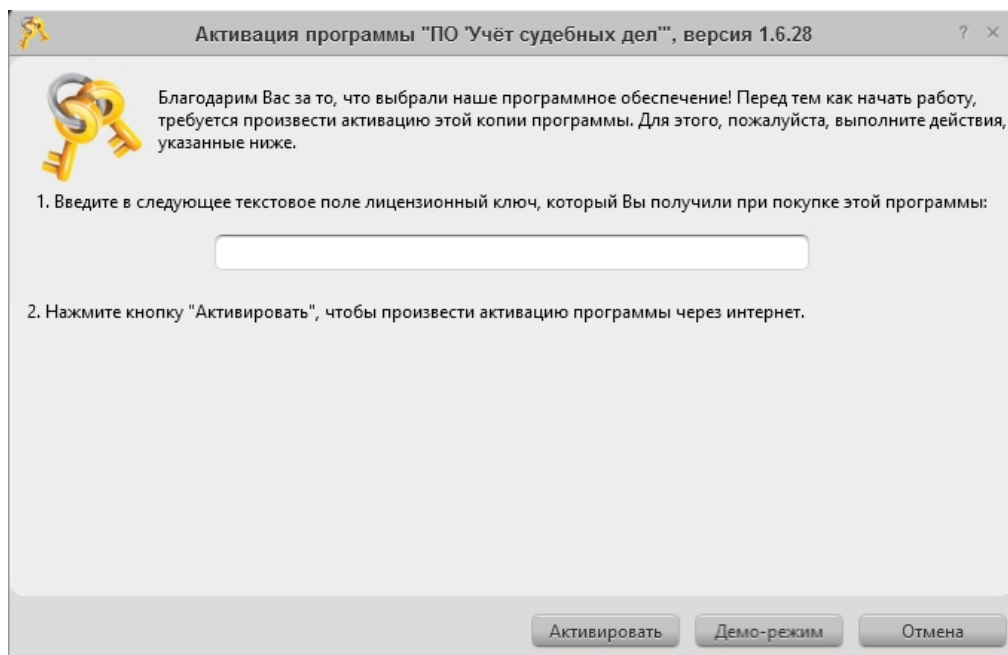 Активация программы "ПО 'Учёт судебных дел'", версия 1.6.28
Благодарим Вас за то, что выбрали наше программное обеспечение! Перед тем как начать работу,
требуется произвести активацию этой копии программы. Для этого, пожалуйста, выполните действия,
указанные ниже.
1. Введите в следующее текстовое поле лицензионный ключ, который Вы получили при покупке этой программы:
2. Нажмите кнопку "Активировать", чтобы произвести активацию программы через интернет.
Активировать Демо-режим Отмена